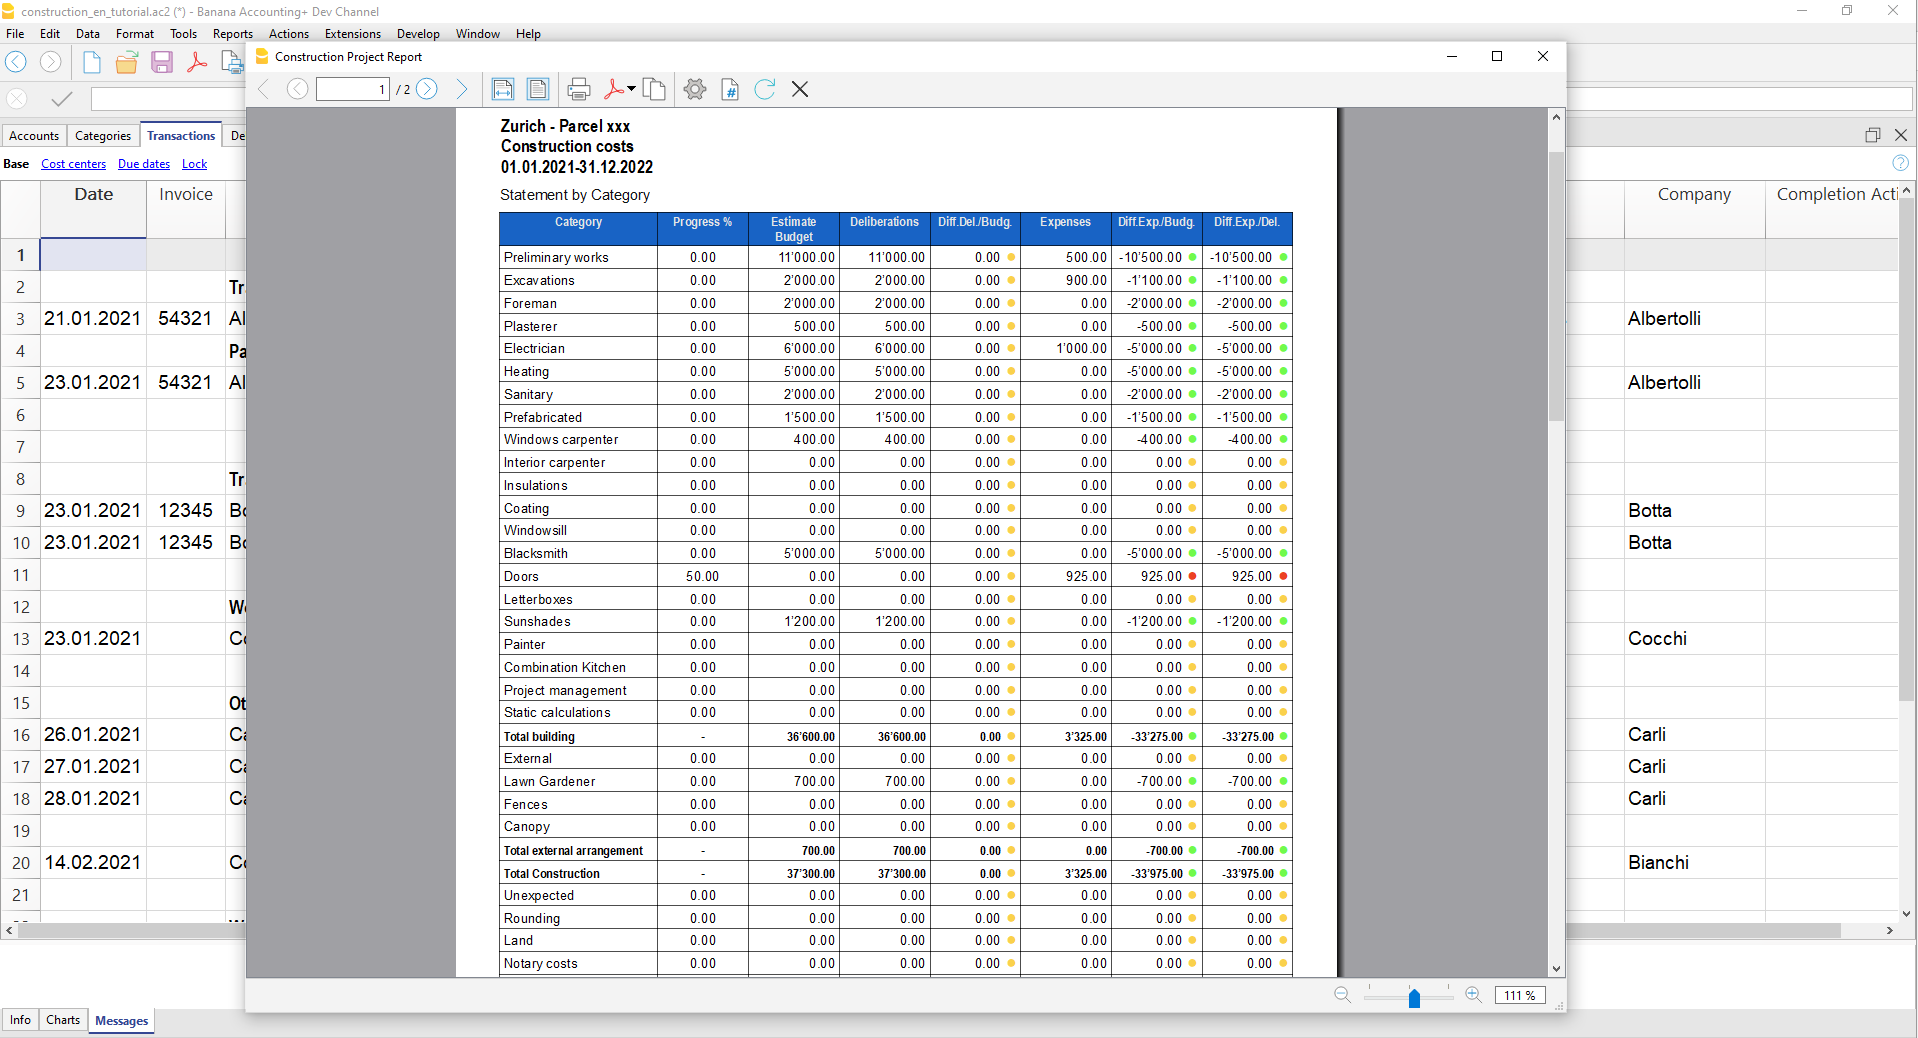 construction_en_tutorial.ac2 (*) - Banana Accounting+ Dev Channel
File Edit Data Format Tools Reports Actions Extensions Develop Window Help
Construction Project Report
1 / 2
Accounts Categories Transactions De
Base Cost centers Due dates Lock
Date Invoice Company Completion Acti
1
2 Tr
3 21.01.2021 54321 Al Albertolli
4 Pa
5 23.01.2021 54321 Al Albertolli
6
7
8 Tr
9 23.01.2021 12345 Bo Botta
10 23.01.2021 12345 Bo Botta
11
12 We
13 23.01.2021 Co Cocchi
14
15 Ot
16 26.01.2021 Ca Carli
17 27.01.2021 Ca Carli
18 28.01.2021 Ca Carli
19
20 14.02.2021 Co Bianchi
21
Zurich - Parcel xxx
Construction costs
01.01.2021-31.12.2022
Statement by Category
Category Progress % Estimate Budget Deliberations Diff.Del./Budg. Expenses Diff.Exp./Budg. Diff.Exp./Del.
Preliminary works 0.00 11'000.00 11'000.00 0.00 500.00 -10'500.00 -10'500.00
Excavations 0.00 2'000.00 2'000.00 0.00 900.00 -1'100.00 -1'100.00
Foreman 0.00 2'000.00 2'000.00 0.00 0.00 -2'000.00 -2'000.00
Plasterer 0.00 500.00 500.00 0.00 0.00 -500.00 -500.00
Electrician 0.00 6'000.00 6'000.00 0.00 1'000.00 -5'000.00 -5'000.00
Heating 0.00 5'000.00 5'000.00 0.00 0.00 -5'000.00 -5'000.00
Sanitary 0.00 2'000.00 2'000.00 0.00 0.00 -2'000.00 -2'000.00
Prefabricated 0.00 1'500.00 1'500.00 0.00 0.00 -1'500.00 -1'500.00
Windows carpenter 0.00 400.00 400.00 0.00 0.00 -400.00 -400.00
Interior carpenter 0.00 0.00 0.00 0.00 0.00 0.00 0.00
Insulations 0.00 0.00 0.00 0.00 0.00 0.00 0.00
Coating 0.00 0.00 0.00 0.00 0.00 0.00 0.00
Windowsill 0.00 0.00 0.00 0.00 0.00 0.00 0.00
Blacksmith 0.00 5'000.00 5'000.00 0.00 0.00 -5'000.00 -5'000.00
Doors 50.00 0.00 0.00 0.00 925.00 925.00 925.00
Letterboxes 0.00 0.00 0.00 0.00 0.00 0.00 0.00
Sunshades 0.00 1'200.00 1'200.00 0.00 0.00 -1'200.00 -1'200.00
Painter 0.00 0.00 0.00 0.00 0.00 0.00 0.00
Combination Kitchen 0.00 0.00 0.00 0.00 0.00 0.00 0.00
Project management 0.00 0.00 0.00 0.00 0.00 0.00 0.00
Static calculations 0.00 0.00 0.00 0.00 0.00 0.00 0.00
Total building - 36'600.00 36'600.00 0.00 3'325.00 -33'275.00 -33'275.00
External 0.00 0.00 0.00 0.00 0.00 0.00 0.00
Lawn Gardener 0.00 700.00 700.00 0.00 0.00 -700.00 -700.00
Fences 0.00 0.00 0.00 0.00 0.00 0.00 0.00
Canopy 0.00 0.00 0.00 0.00 0.00 0.00 0.00
Total external arrangement - 700.00 700.00 0.00 0.00 -700.00 -700.00
Total Construction - 37'300.00 37'300.00 0.00 3'325.00 -33'975.00 -33'975.00
Unexpected 0.00 0.00 0.00 0.00 0.00 0.00 0.00
Rounding 0.00 0.00 0.00 0.00 0.00 0.00 0.00
Land 0.00 0.00 0.00 0.00 0.00 0.00 0.00
Notary costs 0.00 0.00 0.00 0.00 0.00 0.00 0.00
111 %
Info Charts Messages